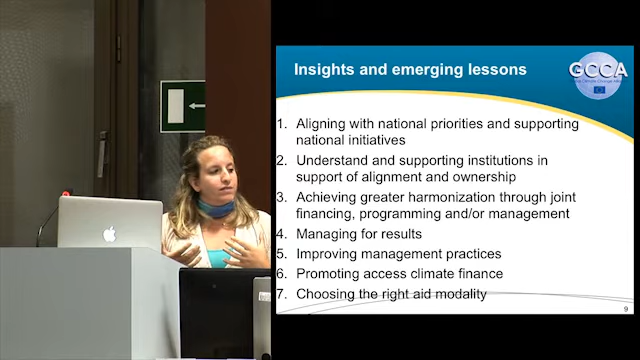 Insights and emerging lessons
GCCA
1. Aligning with national priorities and supporting
national initiatives
2. Understand and supporting institutions in
support of alignment and ownership
3. Achieving greater harmonization through joint
financing, programming and/or management
4. Managing for results
5. Improving management practices
6. Promoting access climate finance
7. Choosing the right aid modality
9